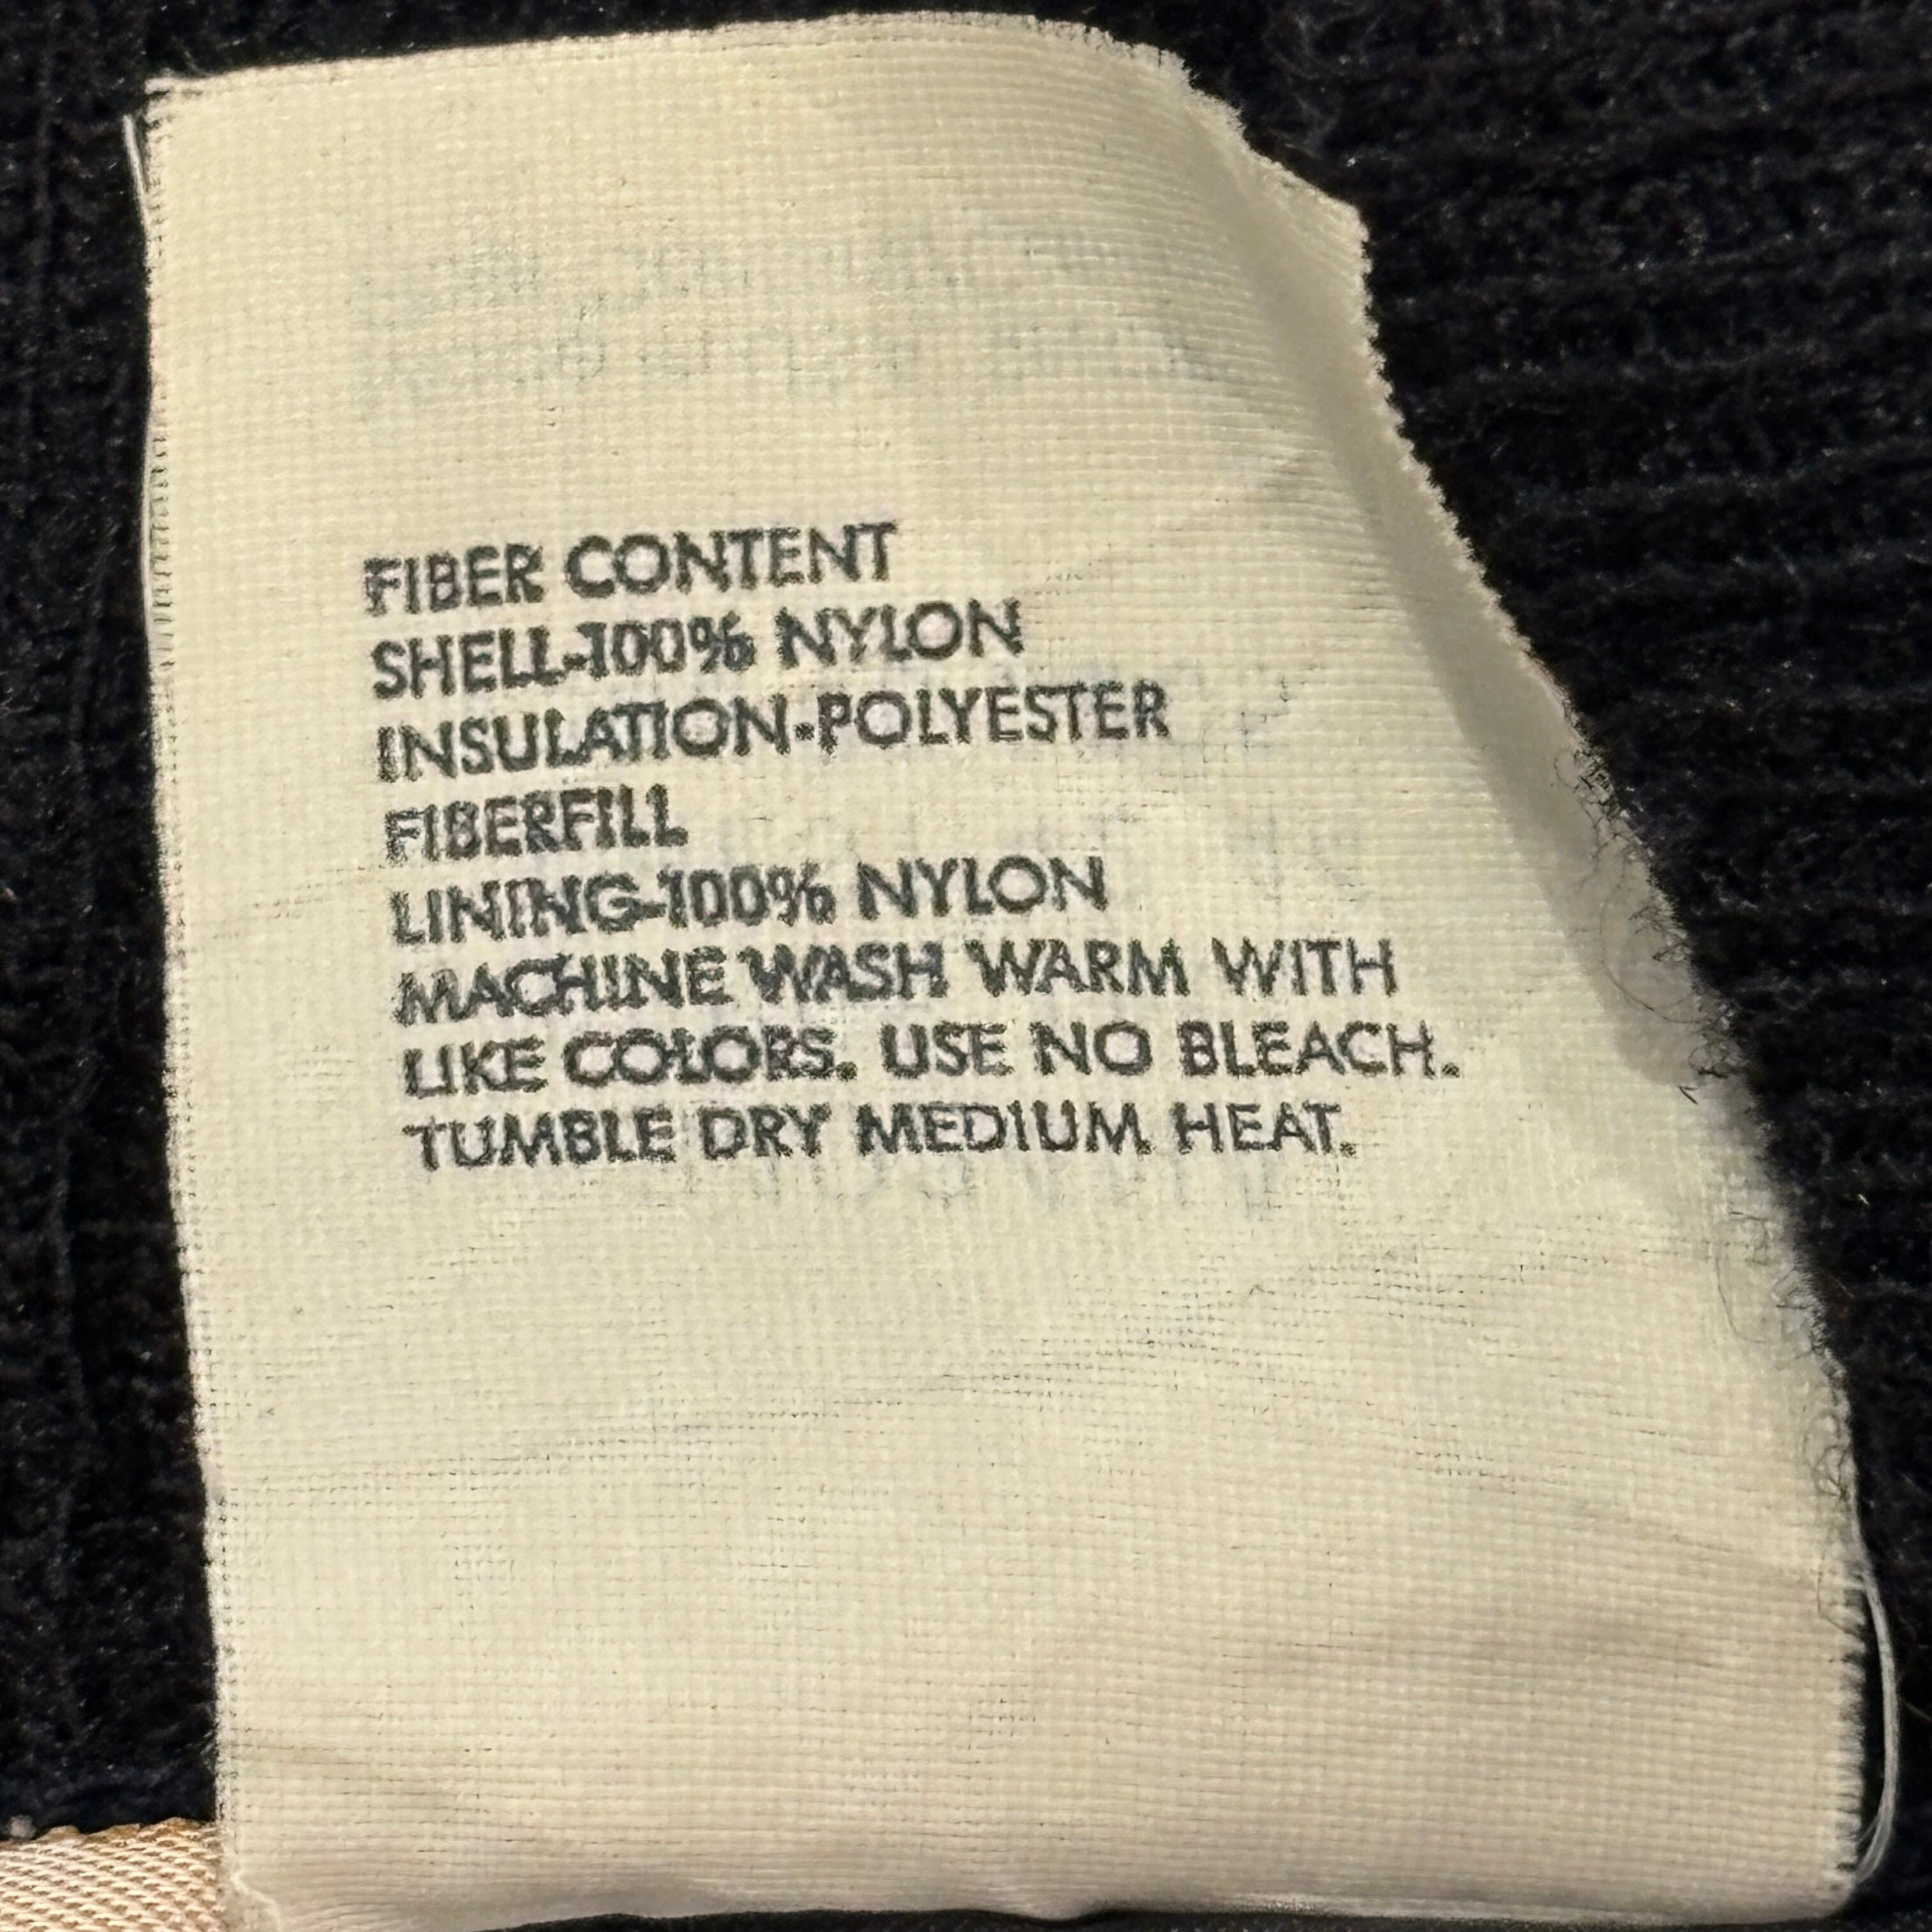 FIBER CONTENT
SHELL-100% NYLON
INSULATION-POLYESTER
FIBERFILL
LINING-100% NYLON
MACHINE WASH WARM WITH
LIKE COLORS. USE NO BLEACH.
TUMBLE DRY MEDIUM HEAT.